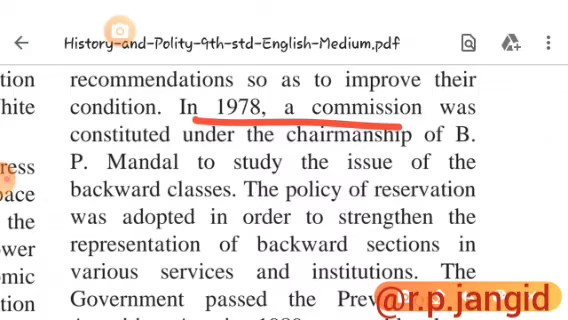 History-and-Polity-9th-std-English-Medium.pdf
tion
hite
ress
pace
the
ower
omic
tion
recommendations so as to improve their
condition. In 1978, a commission was
constituted under the chairmanship of B.
P. Mandal to study the issue of the
backward classes. The policy of reservation
was adopted in order to strengthen the
representation of backward sections in
various services and institutions. The
Government passed the
@r.p.jangid